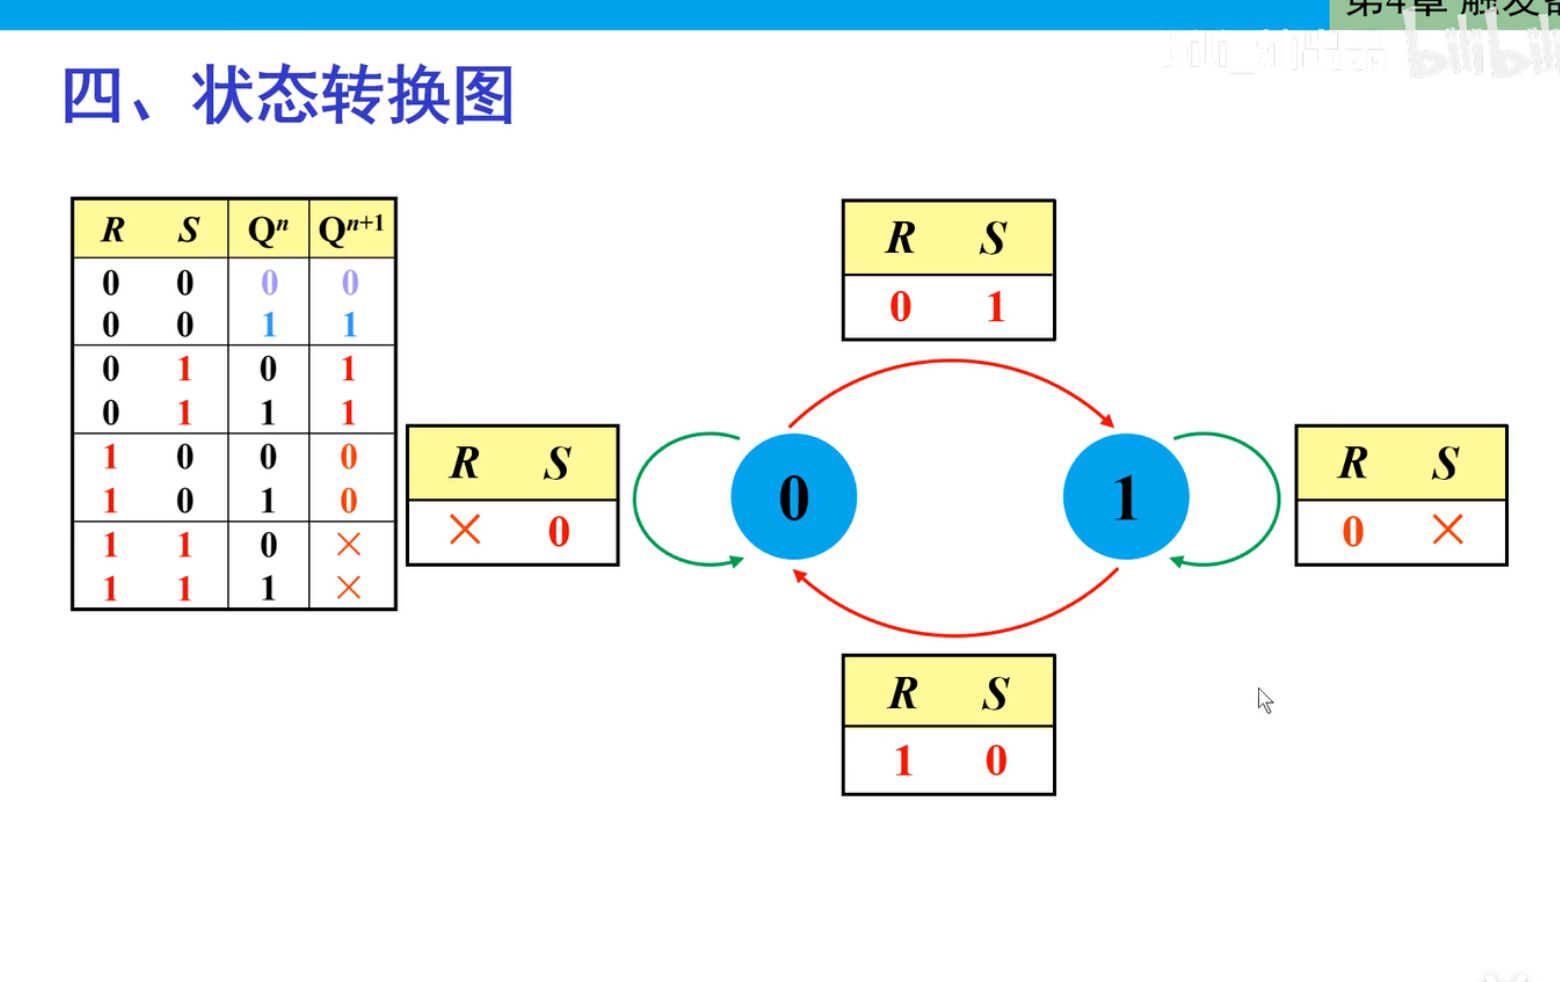 第4章 触发器
四、状态转换图
R S Qⁿ Qⁿ⁺¹
0 0 0 0
0 0 1 1
0 1 0 1
0 1 1 1
1 0 0 0
1 0 1 0
1 1 0 ×
1 1 1 ×
R S
0 1
R S
× 0
0
1
R S
0 ×
R S
1 0